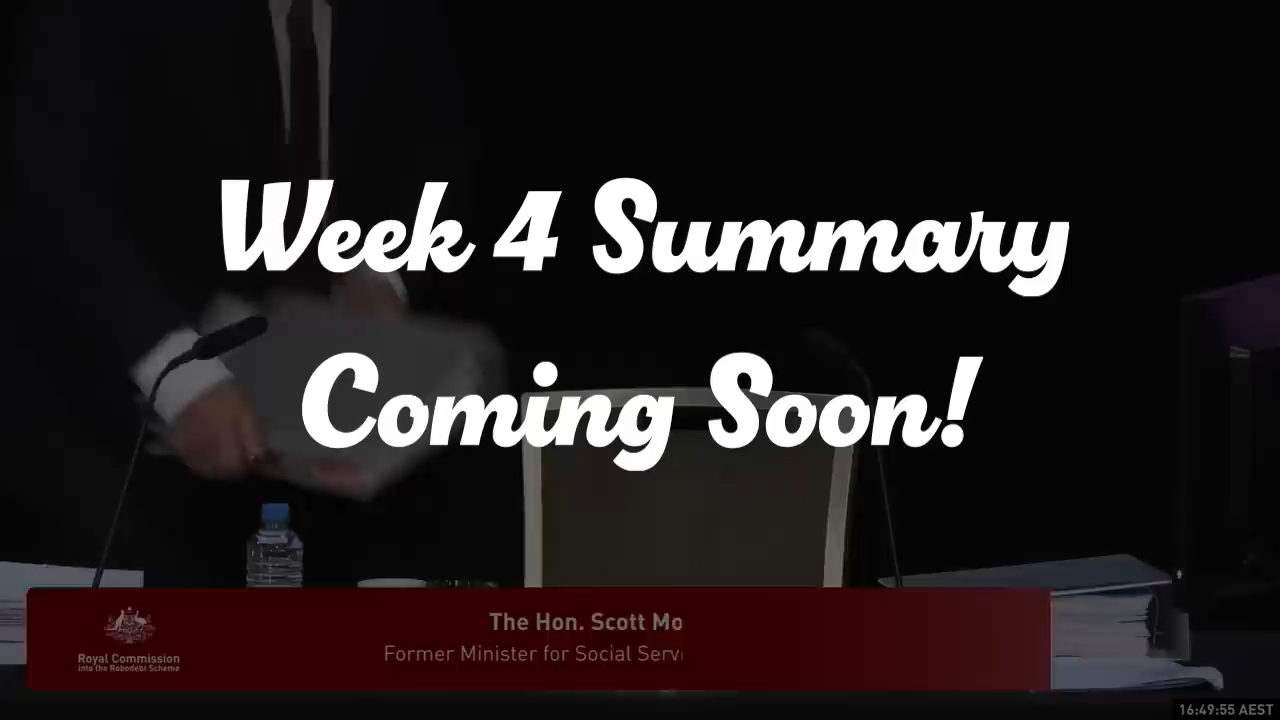 Week 4 Summary
Coming Soon!
The Hon. Scott Mo
Former Minister for Social Serv
Royal Commission
into the Robodebt Scheme
16:49:55 AEST